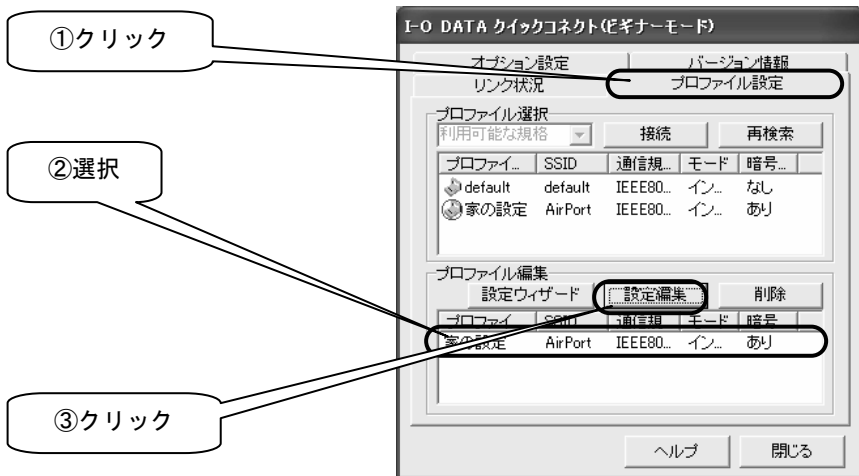 I-O DATA クイックコネクト(ビギナーモード)
①クリック
オプション設定 バージョン情報
リンク状況 プロファイル設定
プロファイル選択
利用可能な規格 接続 再検索
②選択
プロファイ... SSID 通信規... モード 暗号...
default default IEEE80... イン... なし
家の設定 AirPort IEEE80... イン... あり
プロファイル編集
設定ウィザード 設定編集 削除
プロファイ SSID 通信規 モード 暗号
家の設定 AirPort IEEE80... イン... あり
③クリック
ヘルプ 閉じる